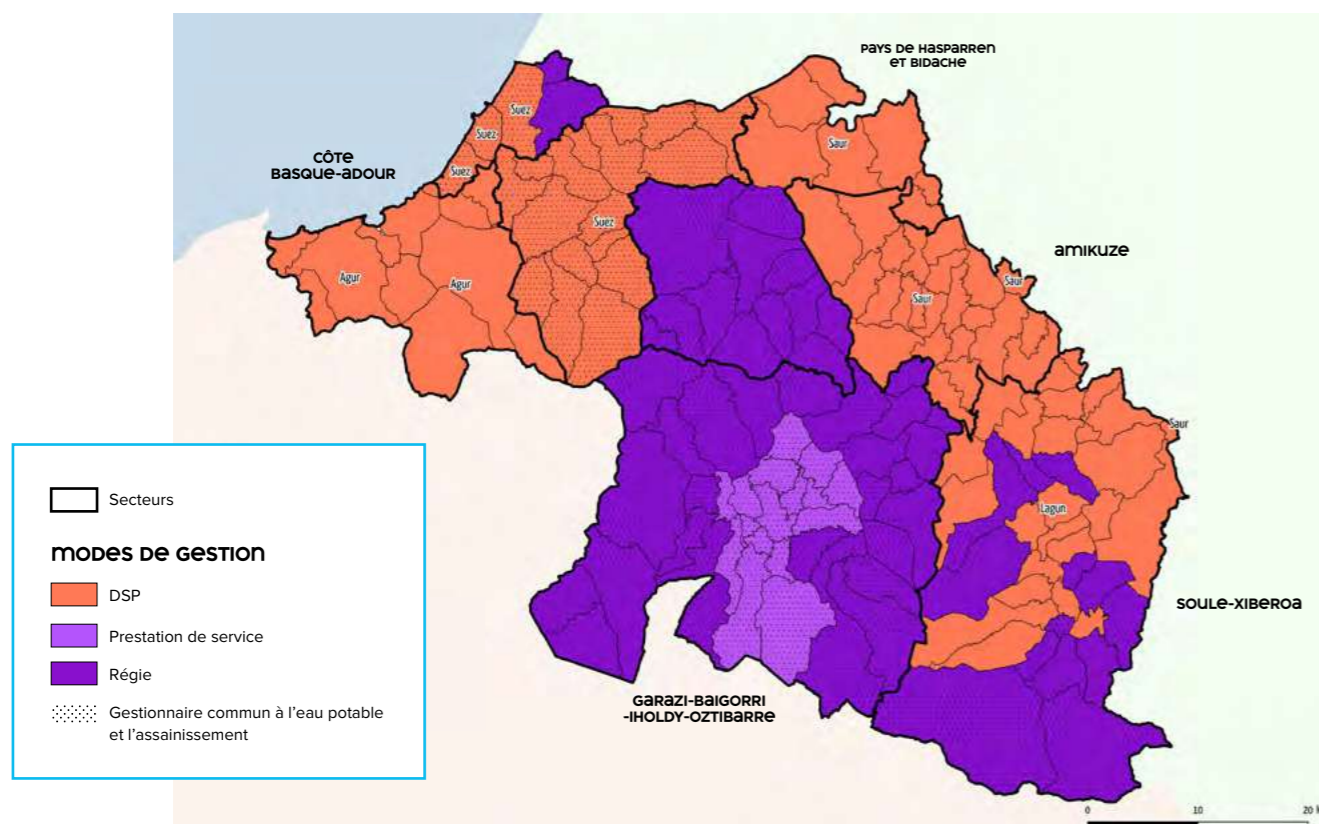 PAYS DE HASPARREN
ET BIDACHE
CÔTE
BASQUE-ADOUR
Suez
Suez
Suez
Suez
Saur
AMIKUZE
Saur
Saur
Agur
Agur
Saur
Lagun
SOULE-XIBEROA
GARAZI-BAIGORRI
-IHOLDY-OZTIBARRE
Secteurs
MODES DE GESTION
DSP
Prestation de service
Régie
Gestionnaire commun à l'eau potable
et l'assainissement
0 10 20 k